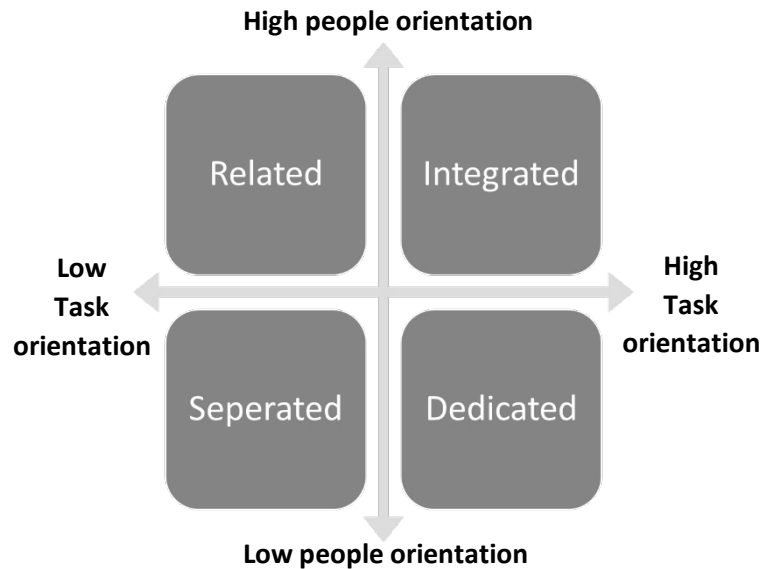 High people orientation
Related
Integrated
Low
Task
orientation
High
Task
orientation
Seperated
Dedicated
Low people orientation